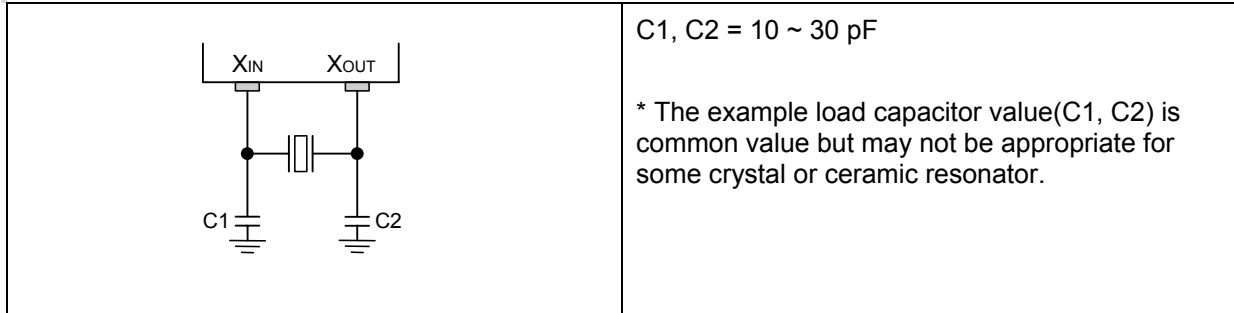 XIN XOUT
C1 C2
C1, C2 = 10 ~ 30 pF
* The example load capacitor value(C1, C2) is
common value but may not be appropriate for
some crystal or ceramic resonator.